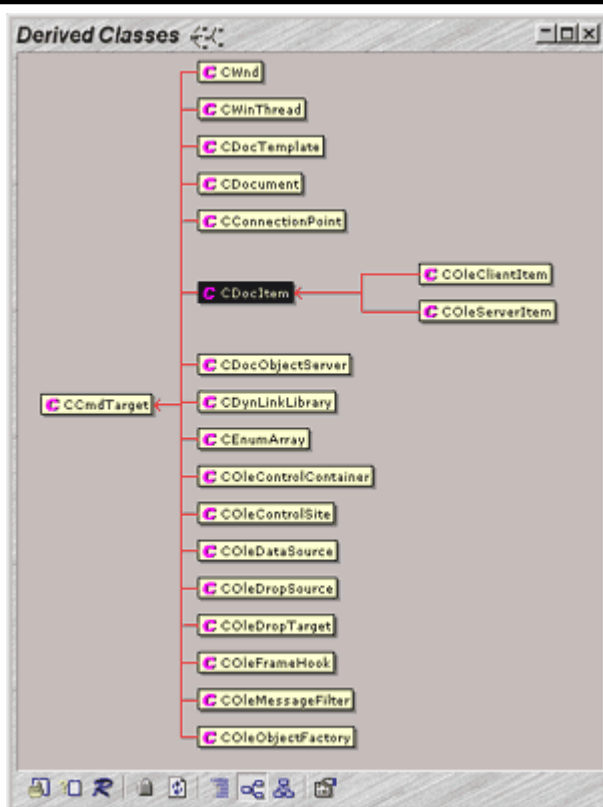 Derived Classes
C CWnd
C CWinThread
C CDocTemplate
C CDocument
C CConnectionPoint
C COleClientItem
C CDocItem
C COleServerItem
C CDocObjectServer
C CCmdTarget
C CDynLinkLibrary
C CEnumArray
C COleControlContainer
C COleControlSite
C COleDataSource
C COleDropSource
C COleDropTarget
C COleFrameHook
C COleMessageFilter
C COleObjectFactory
R